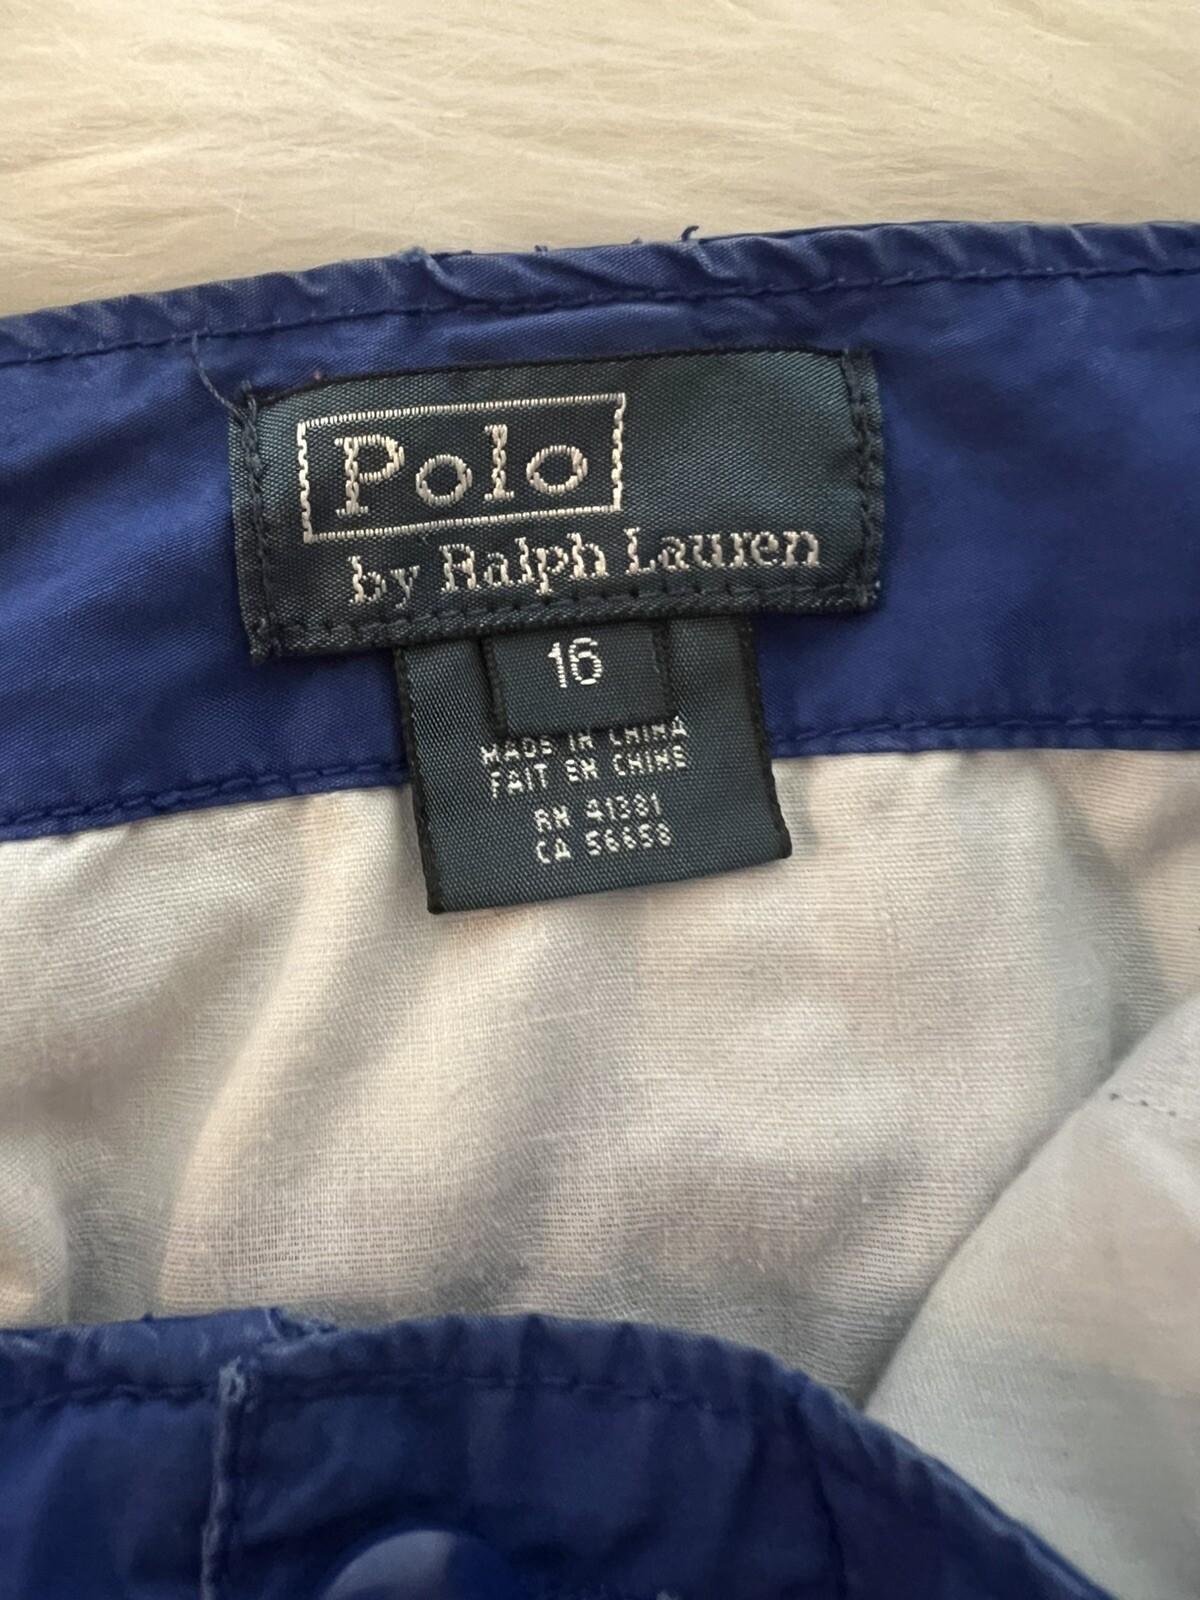 Polo
by Ralph Lauren
16
MADE IN CHINA
FAIT EN CHINE
RN 41381
CA 56658